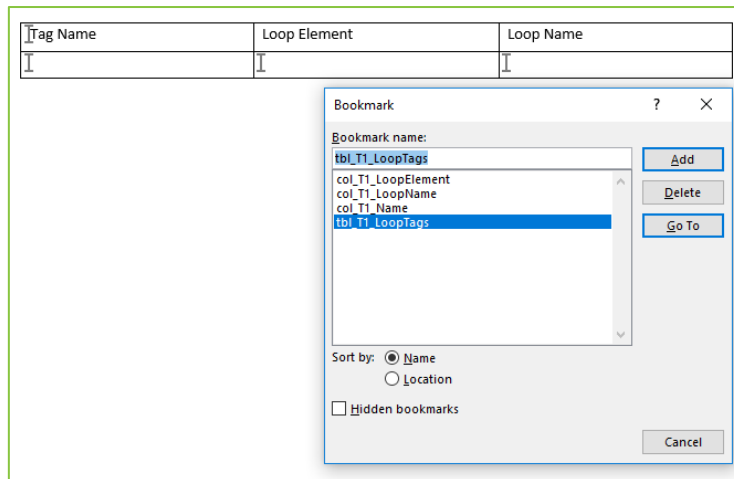 Tag Name Loop Element Loop Name
Bookmark ? X
Bookmark name:
tbl_T1_LoopTags Add
col_T1_LoopElement Delete
col_T1_LoopName
col_T1_Name
tbl_T1_LoopTags Go To
Sort by: Name
Location
Hidden bookmarks
Cancel